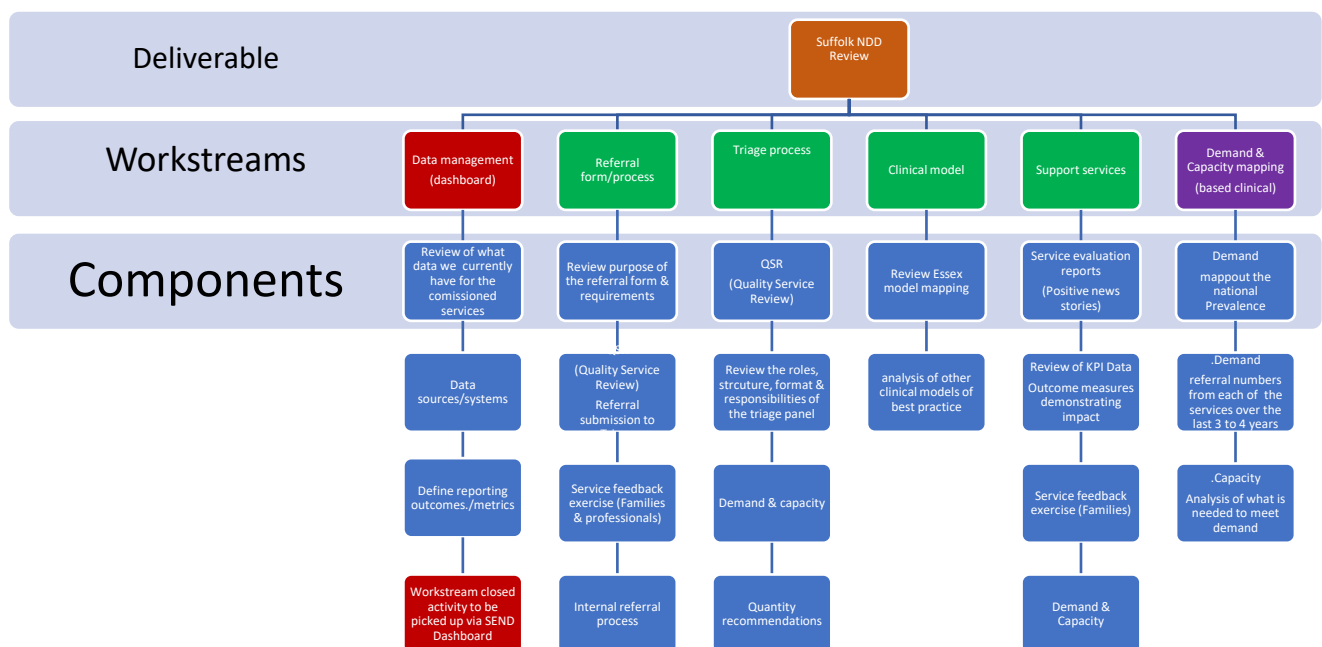 Deliverable
Suffolk NDD
Review
Workstreams
Data management
(dashboard)
Referral
form/process
Triage process
Clinical model
Support services
Demand &
Capacity mapping
(based clinical)
Components
Review of what
data we currently
have for the
comissioned
services
Review purpose of
the referral form &
requirements
QSR
(Quality Service
Review)
Review Essex
model mapping
Service evaluation
reports
(Positive news
stories)
Demand
mappout the
national
Prevalence
Data
sources/systems
(Quality Service
Review)
Referral
submission to
Review the roles,
strcuture, format &
responsibilities of
the triage panel
analysis of other
clinical models of
best practice
Review of KPI Data
Outcome measures
demonstrating
impact
.Demand
referral numbers
from each of the
services over the
last 3 to 4 years
Define reporting
outcomes./metrics
Service feedback
exercise (Families
& professionals)
Demand & capacity
Service feedback
exercise (Families)
.Capacity
Analysis of what is
needed to meet
demand
Workstream closed
activity to be
picked up via SEND
Dashboard
Internal referral
process
Quantity
recommendations
Demand &
Capacity